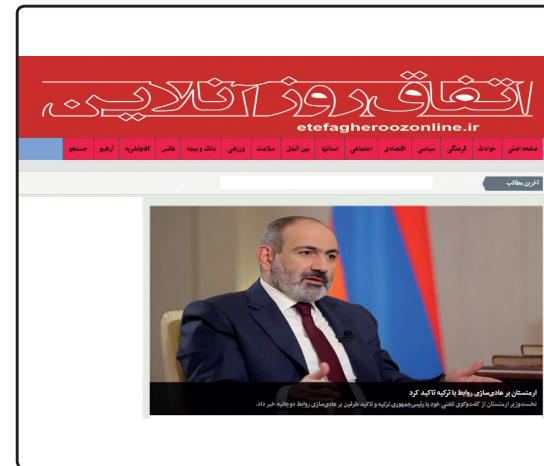 اتفاق روز آنلاین
etefagheroozonline.ir
صفحه اصلی حوادث فرهنگی سیاسی اقتصادی اجتماعی استانها بین الملل سلامت ورزشی بانک و بیمه عکس pdfنشریه آرشیو جستجو
آخرین مطالب
ارمنستان بر عادی‌سازی روابط با ترکیه تاکید کرد
نخست‌وزیر ارمنستان از گفت‌وگوی تلفنی خود با رئیس‌جمهوری ترکیه و تاکید طرفین بر عادی‌سازی روابط دوجانبه خبر داد.